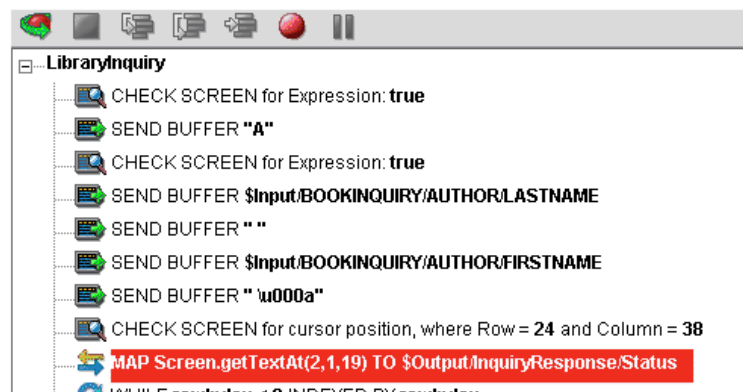 LibraryInquiry
CHECK SCREEN for Expression: true
SEND BUFFER "A"
CHECK SCREEN for Expression: true
SEND BUFFER $Input/BOOKINQUIRY/AUTHOR/LASTNAME
SEND BUFFER " "
SEND BUFFER $Input/BOOKINQUIRY/AUTHOR/FIRSTNAME
SEND BUFFER " \u000a"
CHECK SCREEN for cursor position, where Row = 24 and Column = 38
MAP Screen.getTextAt(2,1,19) TO $Output/InquiryResponse/Status